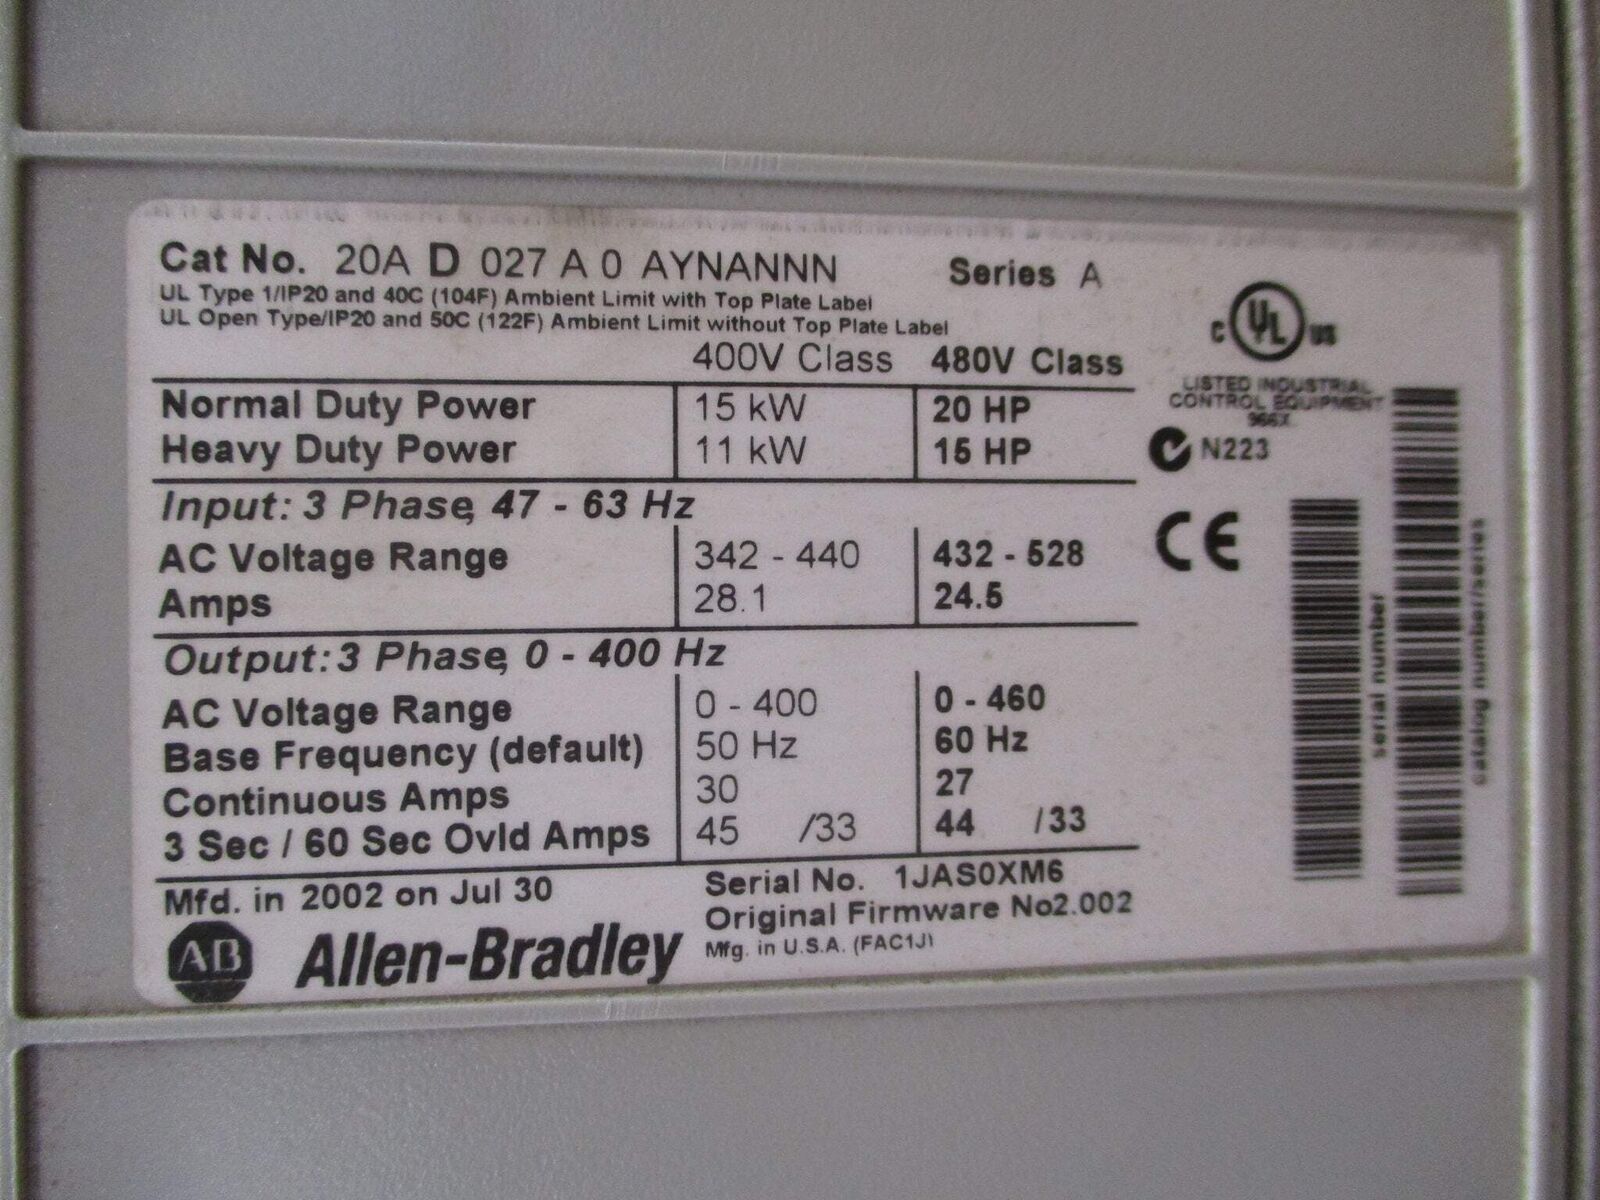 Cat No. 20A D 027 A 0 AYNANNN Series A
UL Type 1/IP20 and 40C (104F) Ambient Limit with Top Plate Label
UL Open Type/IP20 and 50C (122F) Ambient Limit without Top Plate Label
400V Class 480V Class
Normal Duty Power 15 kW 20 HP
Heavy Duty Power 11 kW 15 HP
Input: 3 Phase, 47 - 63 Hz
AC Voltage Range 342 - 440 432 - 528
Amps 28.1 24.5
Output: 3 Phase, 0 - 400 Hz
AC Voltage Range 0 - 400 0 - 460
Base Frequency (default) 50 Hz 60 Hz
Continuous Amps 30 27
3 Sec / 60 Sec Ovld Amps 45 /33 44 /33
Mfd. in 2002 on Jul 30
Serial No. 1JAS0XM6
Original Firmware No2.002
Mfg. in U.S.A. (FAC1J)
AB Allen-Bradley
C UL US
LISTED INDUSTRIAL
CONTROL EQUIPMENT
966X
N223
CE
serial number
catalog number/series